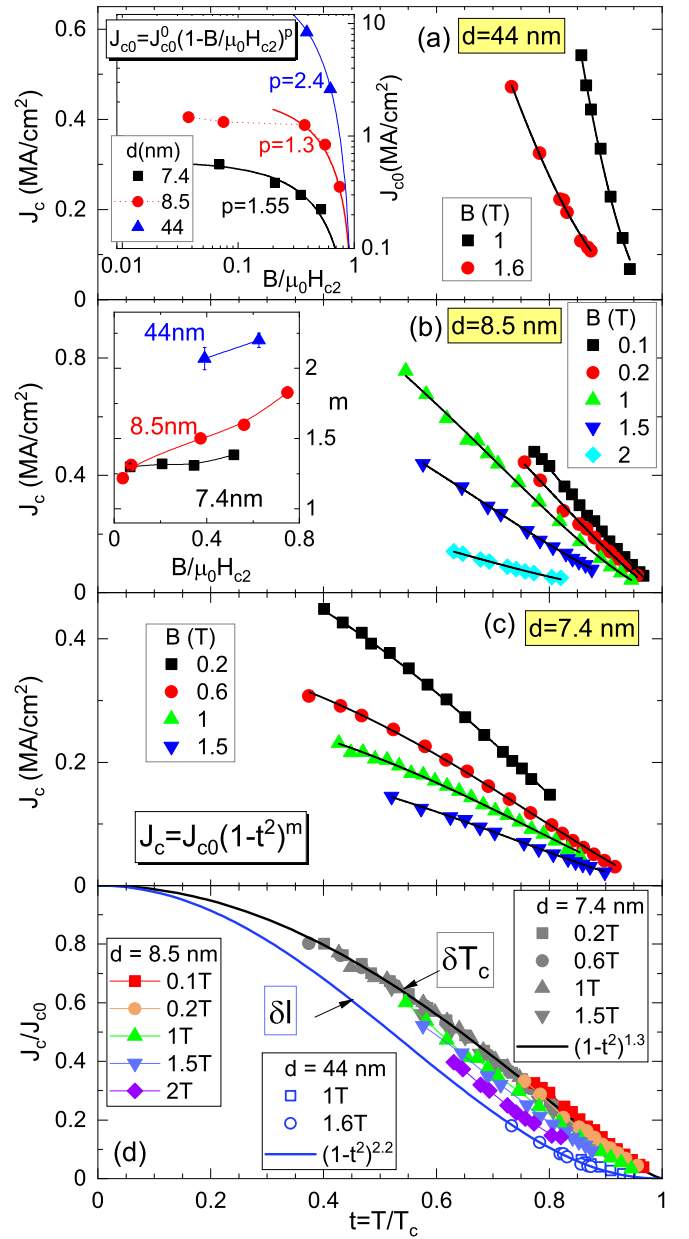 0.6
0.4
0.2
0
J_c (MA/cm²)
J_c0=J⁰_c0(1-B/μ₀H_c2)^p
p=2.4
p=1.3
p=1.55
d(nm)
7.4
8.5
44
10
1
0.1
J_c0(MA/cm²)
0.01
0.1
1
B/μ₀H_c2
(a)
d=44 nm
B (T)
1
1.6
0.8
0.4
0
J_c (MA/cm²)
44nm
8.5nm
7.4nm
2
1.5
1
m
0
0.4
0.8
B/μ₀H_c2
(b)
d=8.5 nm
B (T)
0.1
0.2
1
1.5
2
0.4
0.2
0
J_c (MA/cm²)
B (T)
0.2
0.6
1
1.5
(c)
d=7.4 nm
J_c=J_c0(1-t²)^m
0.8
0.6
0.4
0.2
0
J_c/J_c0
d = 8.5 nm
0.1T
0.2T
1T
1.5T
2T
δl
δT_c
d = 7.4 nm
0.2T
0.6T
1T
1.5T
(1-t²)^1.3
d = 44 nm
1T
1.6T
(1-t²)^2.2
(d)
0
0.2
0.4
0.6
0.8
1
t=T/T_c